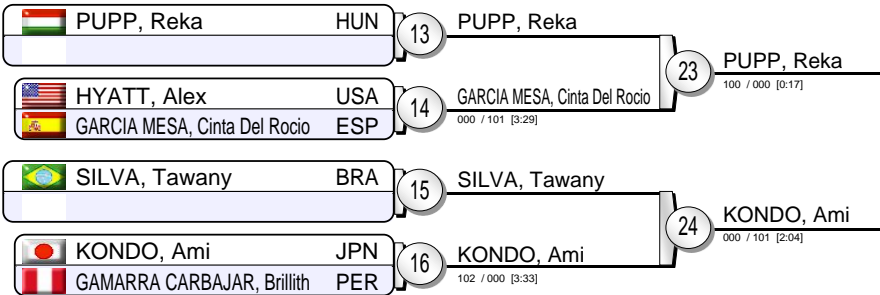 PUPP, Reka HUN
13
PUPP, Reka
23
PUPP, Reka
100 / 000 [0:17]
HYATT, Alex USA
GARCIA MESA, Cinta Del Rocio ESP
14
GARCIA MESA, Cinta Del Rocio
000 / 101 [3:29]
SILVA, Tawany BRA
15
SILVA, Tawany
24
KONDO, Ami
000 / 101 [2:04]
KONDO, Ami JPN
GAMARRA CARBAJAR, Brillith PER
16
KONDO, Ami
102 / 000 [3:33]